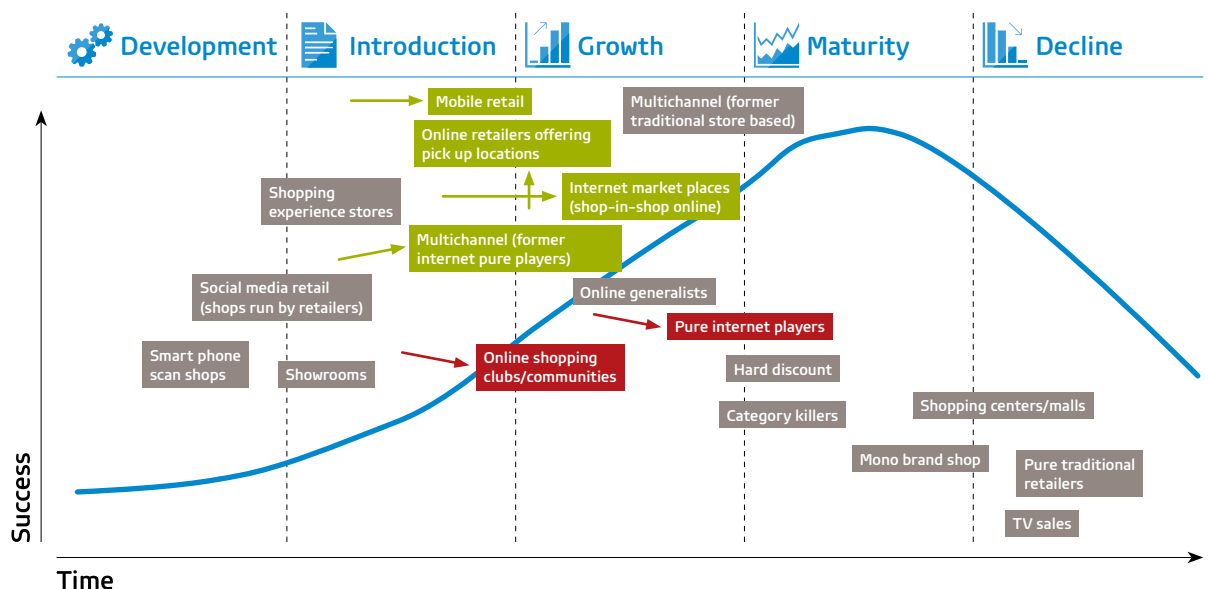 Development
Introduction
Growth
Maturity
Decline
Mobile retail
Multichannel (former
traditional store based)
Online retailers offering
pick up locations
Shopping
experience stores
Internet market places
(shop-in-shop online)
Multichannel (former
internet pure players)
Social media retail
(shops run by retailers)
Online generalists
Pure internet players
Smart phone
scan shops
Showrooms
Online shopping
clubs/communities
Hard discount
Category killers
Shopping centers/malls
Mono brand shop
Pure traditional
retailers
TV sales
Success
Time